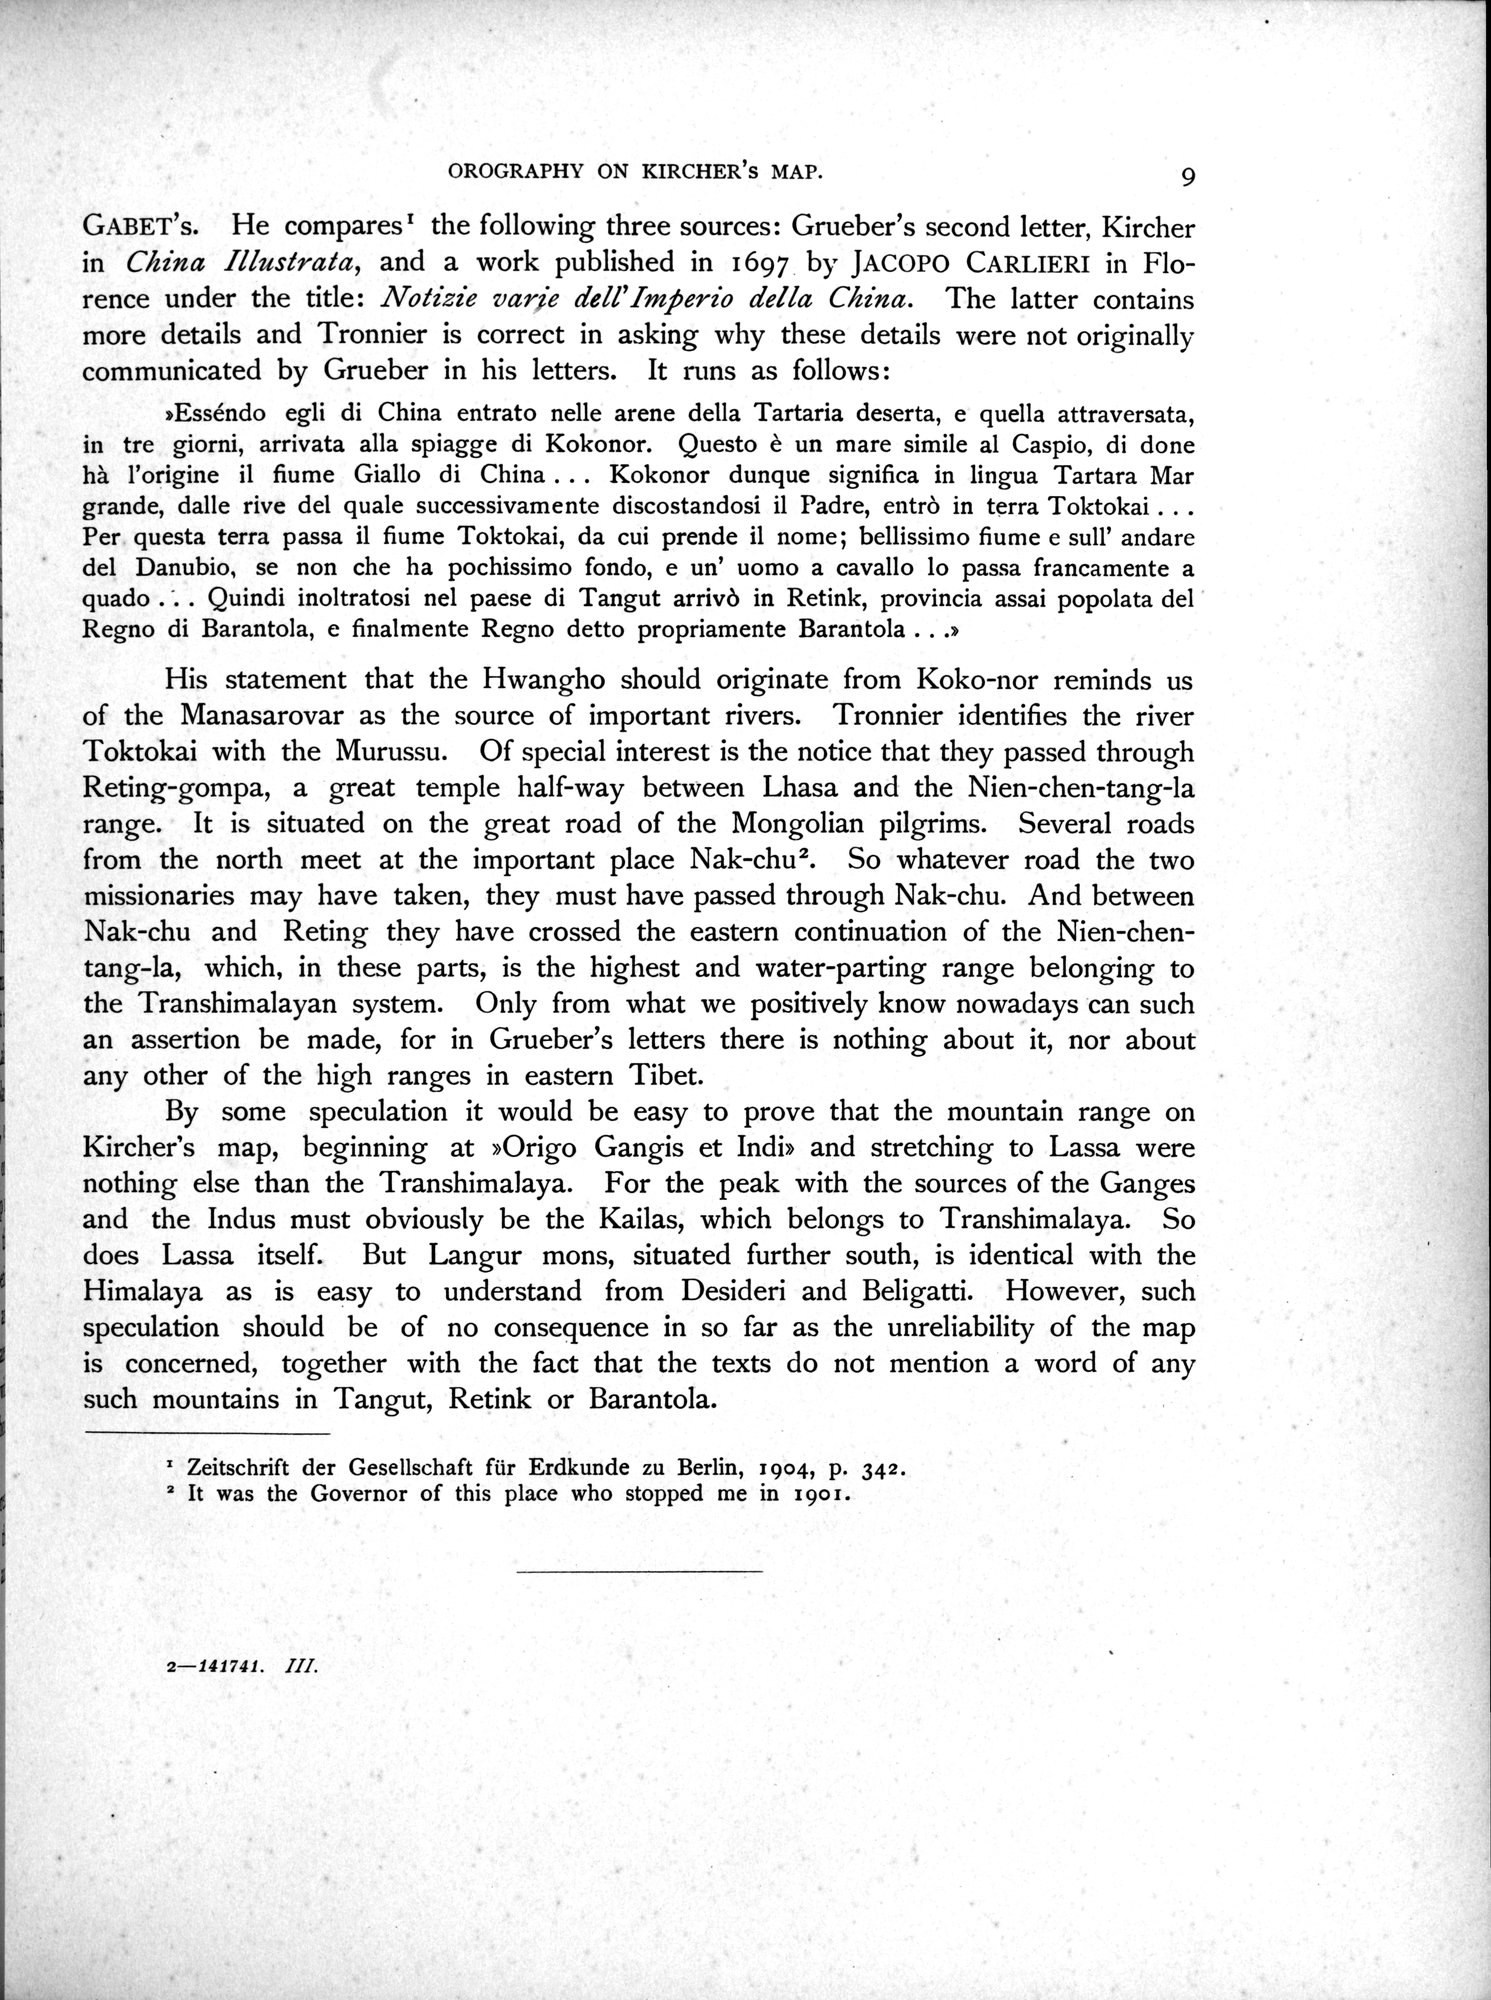 OROGRAPHY ON KIRCHER'S MAP. 9
GABET'S. He compares¹ the following three sources: Grueber's second letter, Kircher
in China Illustrata, and a work published in 1697 by JACOPO CARLIERI in Flo-
rence under the title: Notizie varie dell'Imperio della China. The latter contains
more details and Tronnier is correct in asking why these details were not originally
communicated by Grueber in his letters. It runs as follows:
»Esséndo egli di China entrato nelle arene della Tartaria deserta, e quella attraversata,
in tre giorni, arrivata alla spiagge di Kokonor. Questo è un mare simile al Caspio, di done
hà l'origine il fiume Giallo di China ... Kokonor dunque significa in lingua Tartara Mar
grande, dalle rive del quale successivamente discostandosi il Padre, entrò in terra Toktokai ...
Per questa terra passa il fiume Toktokai, da cui prende il nome; bellissimo fiume e sull' andare
del Danubio, se non che ha pochissimo fondo, e un' uomo a cavallo lo passa francamente a
quado ... Quindi inoltratosi nel paese di Tangut arrivò in Retink, provincia assai popolata del
Regno di Barantola, e finalmente Regno detto propriamente Barantola ...»
His statement that the Hwangho should originate from Koko-nor reminds us
of the Manasarovar as the source of important rivers. Tronnier identifies the river
Toktokai with the Murussu. Of special interest is the notice that they passed through
Reting-gompa, a great temple half-way between Lhasa and the Nien-chen-tang-la
range. It is situated on the great road of the Mongolian pilgrims. Several roads
from the north meet at the important place Nak-chu². So whatever road the two
missionaries may have taken, they must have passed through Nak-chu. And between
Nak-chu and Reting they have crossed the eastern continuation of the Nien-chen-
tang-la, which, in these parts, is the highest and water-parting range belonging to
the Transhimalayan system. Only from what we positively know nowadays can such
an assertion be made, for in Grueber's letters there is nothing about it, nor about
any other of the high ranges in eastern Tibet.
By some speculation it would be easy to prove that the mountain range on
Kircher's map, beginning at »Origo Gangis et Indi» and stretching to Lassa were
nothing else than the Transhimalaya. For the peak with the sources of the Ganges
and the Indus must obviously be the Kailas, which belongs to Transhimalaya. So
does Lassa itself. But Langur mons, situated further south, is identical with the
Himalaya as is easy to understand from Desideri and Beligatti. However, such
speculation should be of no consequence in so far as the unreliability of the map
is concerned, together with the fact that the texts do not mention a word of any
such mountains in Tangut, Retink or Barantola.
¹ Zeitschrift der Gesellschaft für Erdkunde zu Berlin, 1904, p. 342.
² It was the Governor of this place who stopped me in 1901.
2—141741. III.